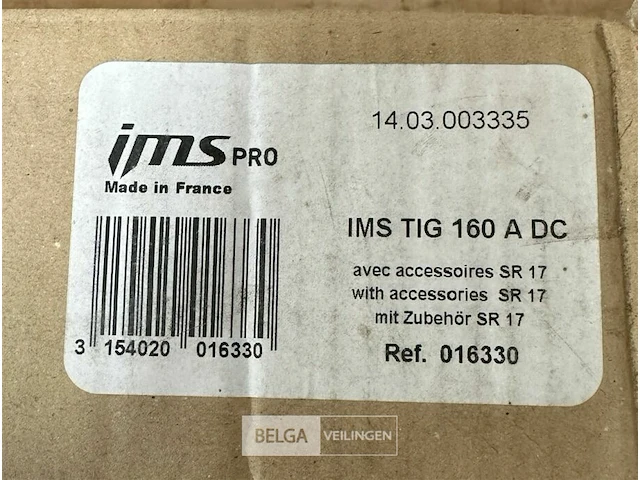 ims PRO
Made in France
14.03.003335
IMS TIG 160 A DC
avec accessoires SR 17
with accessories SR 17
mit Zubehör SR 17
Ref. 016330
3 154020 016330
BELGA VEILINGEN